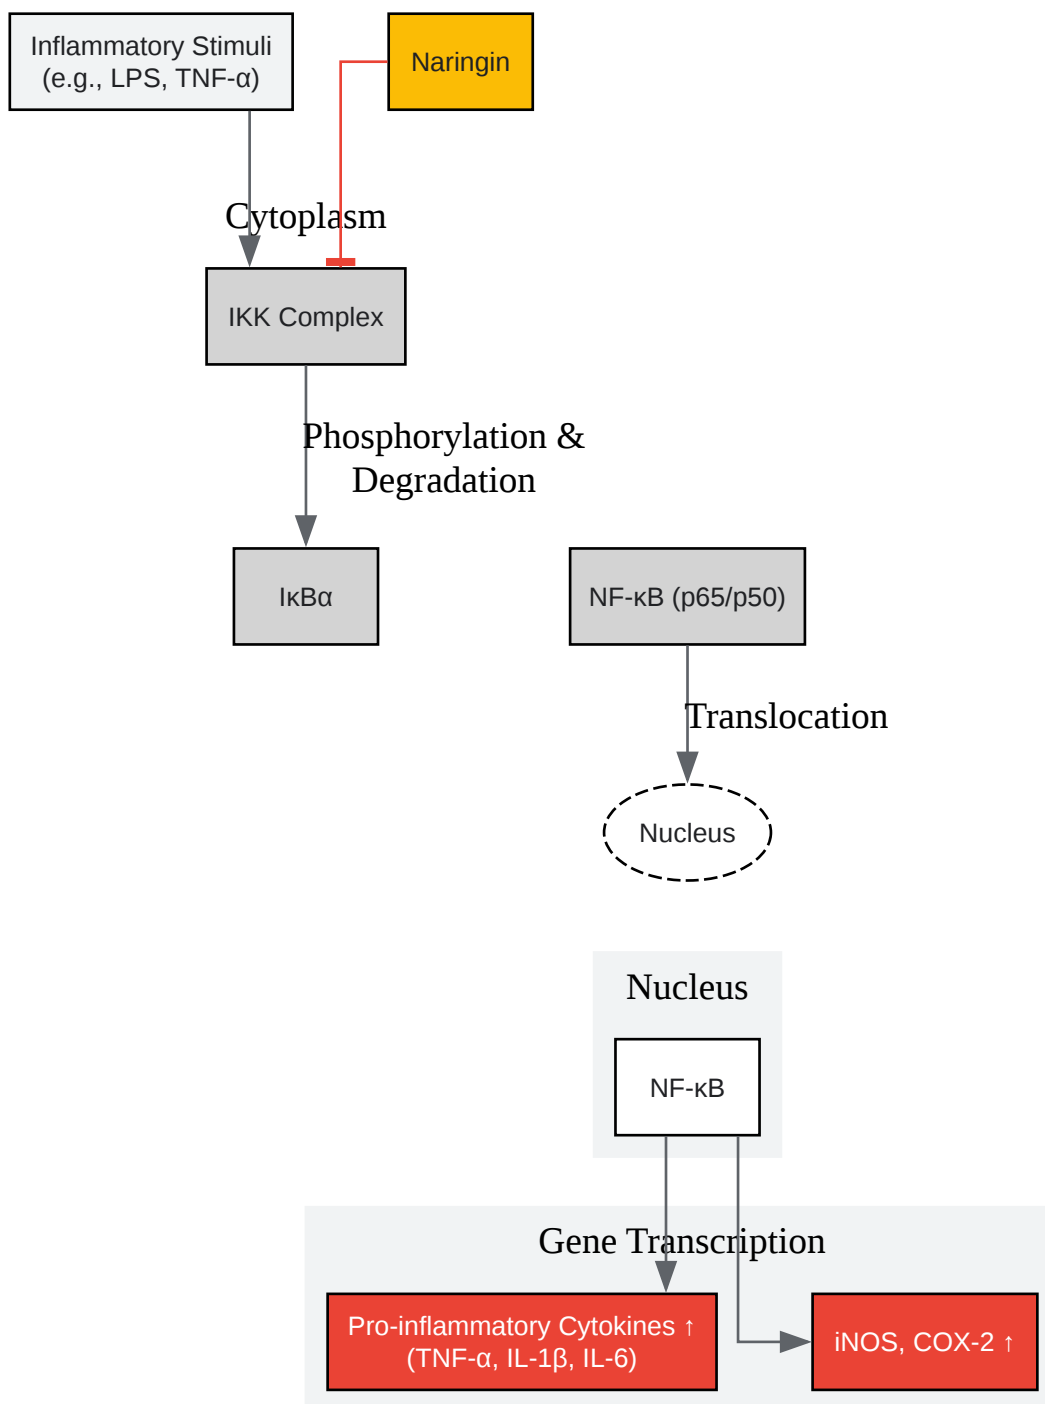 Inflammatory Stimuli
(e.g., LPS, TNF-α)
Naringin
Cytoplasm
IKK Complex
Phosphorylation &
Degradation
IκBα
NF-κB (p65/p50)
Translocation
Nucleus
Nucleus
NF-κB
Gene Transcription
Pro-inflammatory Cytokines ↑
(TNF-α, IL-1β, IL-6)
iNOS, COX-2 ↑